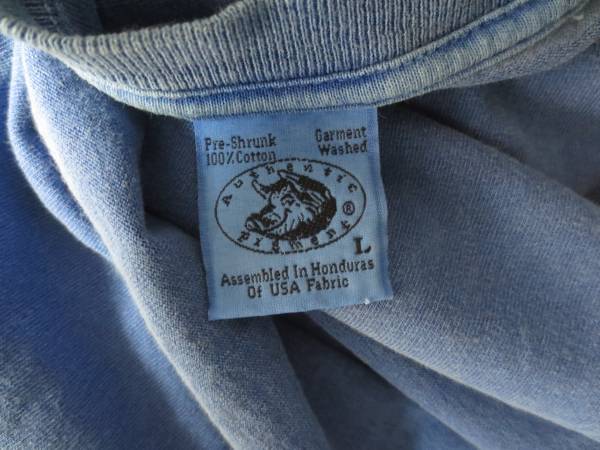 Pre-Shrunk
100% Cotton
Garment
Washed
Authentic
Pigment ®
L
Assembled In Honduras
Of USA Fabric